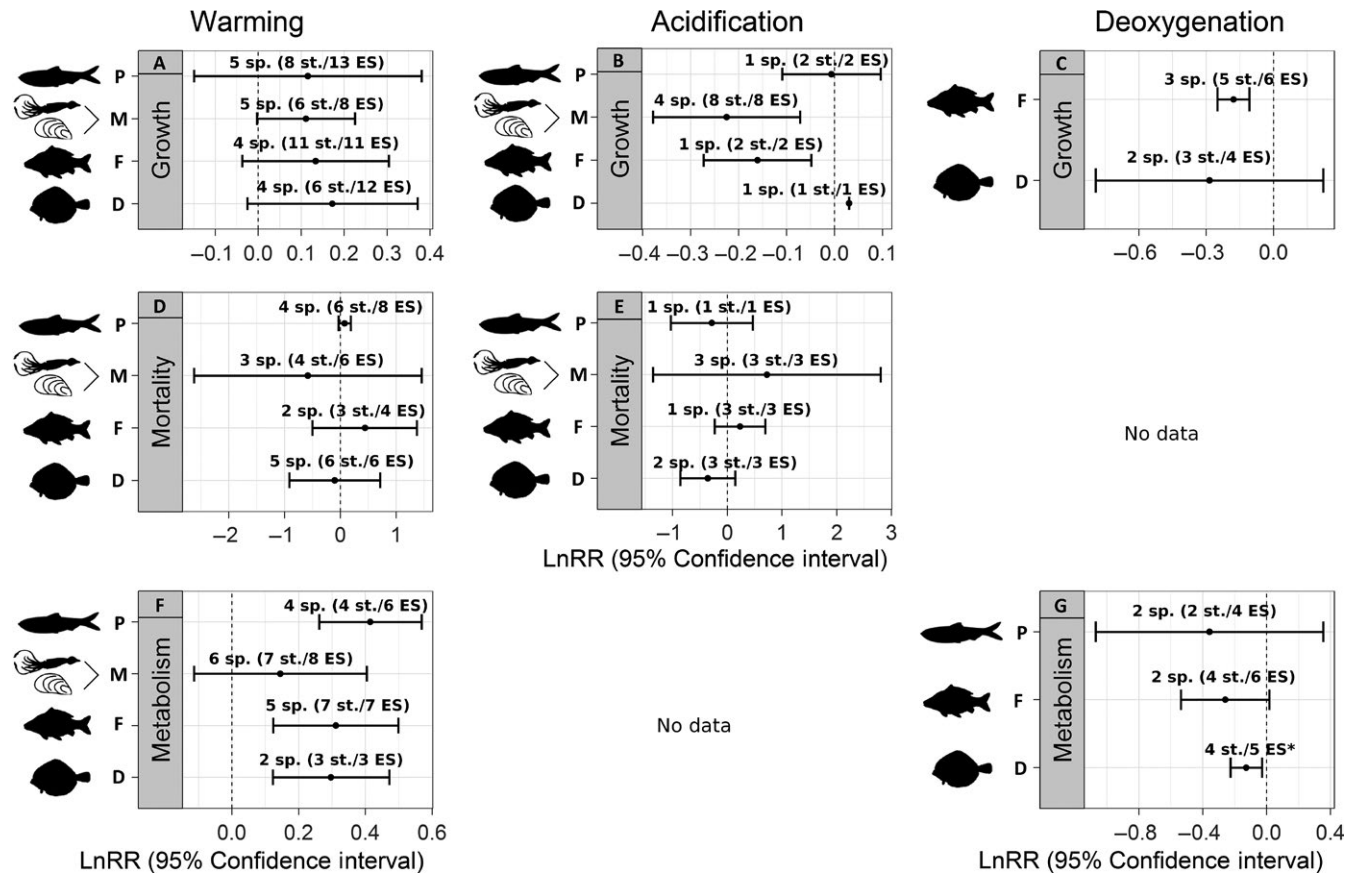 Warming
Acidification
Deoxygenation
A
Growth
P
5 sp. (8 st./13 ES)
M
5 sp. (6 st./8 ES)
F
4 sp. (11 st./11 ES)
D
4 sp. (6 st./12 ES)
–0.1 0.0 0.1 0.2 0.3 0.4
B
Growth
P
1 sp. (2 st./2 ES)
M
4 sp. (8 st./8 ES)
F
1 sp. (2 st./2 ES)
D
1 sp. (1 st./1 ES)
–0.4 –0.3 –0.2 –0.1 0.0 0.1
C
Growth
F
3 sp. (5 st./6 ES)
D
2 sp. (3 st./4 ES)
–0.6 –0.3 0.0
D
Mortality
P
4 sp. (6 st./8 ES)
M
3 sp. (4 st./6 ES)
F
2 sp. (3 st./4 ES)
D
5 sp. (6 st./6 ES)
–2 –1 0 1
E
Mortality
P
1 sp. (1 st./1 ES)
M
3 sp. (3 st./3 ES)
F
1 sp. (3 st./3 ES)
D
2 sp. (3 st./3 ES)
–1 0 1 2 3
LnRR (95% Confidence interval)
No data
F
Metabolism
P
4 sp. (4 st./6 ES)
M
6 sp. (7 st./8 ES)
F
5 sp. (7 st./7 ES)
D
2 sp. (3 st./3 ES)
0.0 0.2 0.4 0.6
LnRR (95% Confidence interval)
No data
G
Metabolism
P
2 sp. (2 st./4 ES)
F
2 sp. (4 st./6 ES)
D
4 st./5 ES*
–0.8 –0.4 0.0 0.4
LnRR (95% Confidence interval)